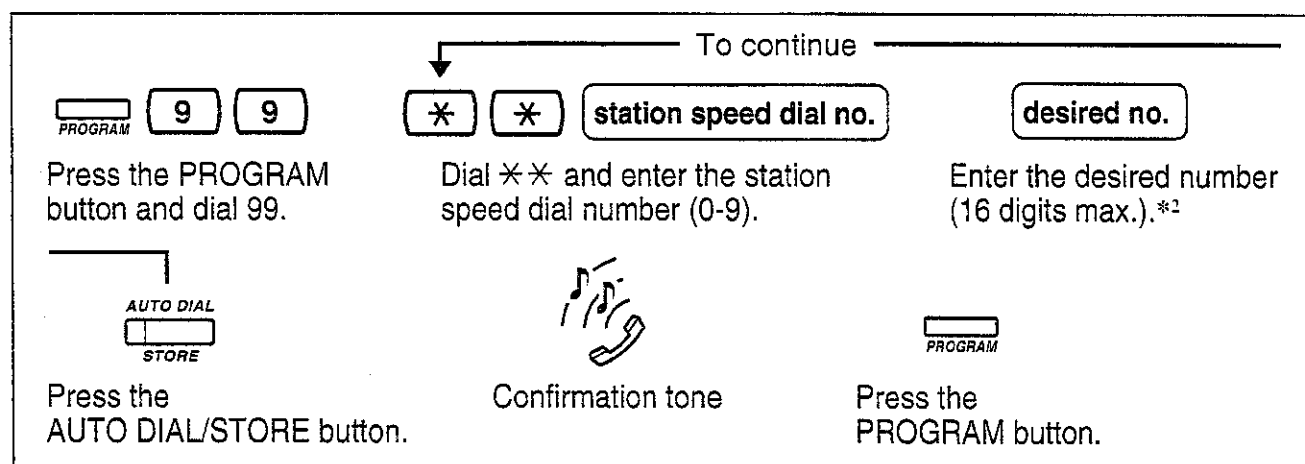 To continue
PROGRAM 9 9 ✱ ✱ station speed dial no. desired no.
Press the PROGRAM
button and dial 99.
Dial ✱✱ and enter the station
speed dial number (0-9).
Enter the desired number
(16 digits max.).*2
AUTO DIAL
STORE
Press the
AUTO DIAL/STORE button.
Confirmation tone
PROGRAM
Press the
PROGRAM button.